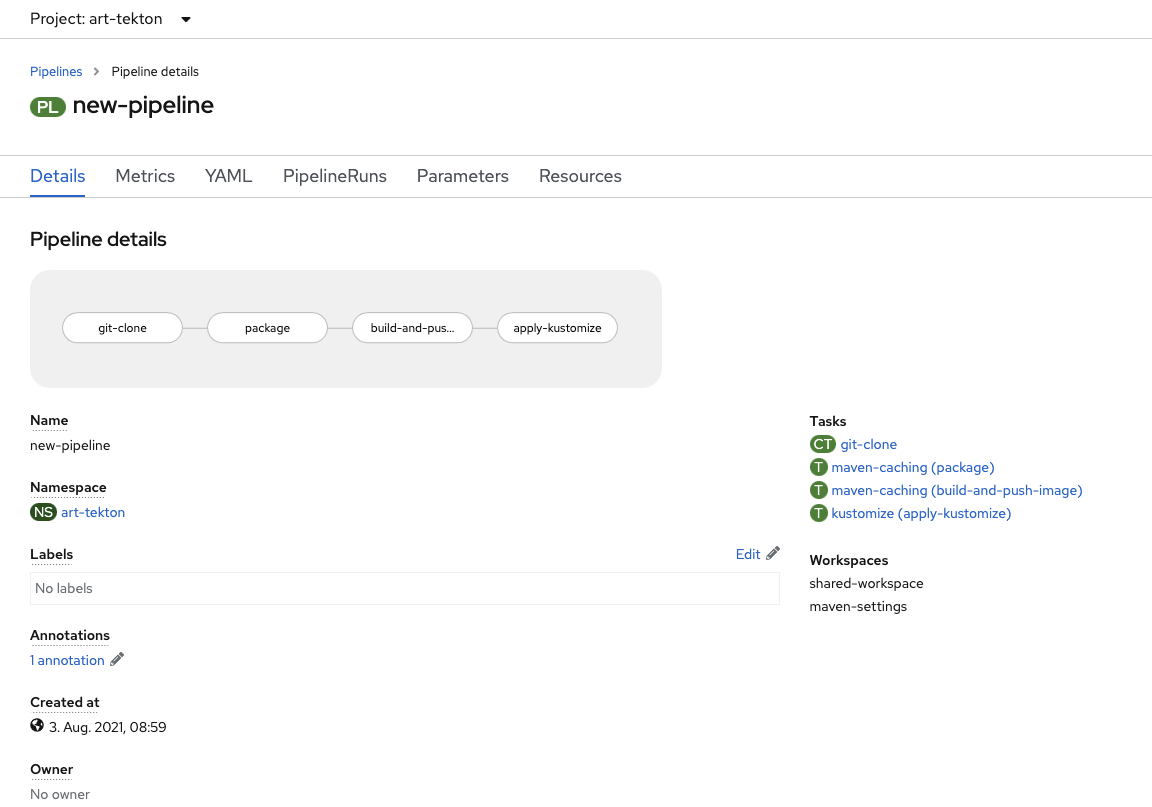 Project: art-tekton
Pipelines > Pipeline details
PL new-pipeline
Details Metrics YAML PipelineRuns Parameters Resources
Pipeline details
git-clone package build-and-pus... apply-kustomize
Name
new-pipeline
Namespace
NS art-tekton
Labels Edit
No labels
Annotations
1 annotation
Created at
3. Aug. 2021, 08:59
Owner
No owner
Tasks
CT git-clone
T maven-caching (package)
T maven-caching (build-and-push-image)
T kustomize (apply-kustomize)
Workspaces
shared-workspace
maven-settings